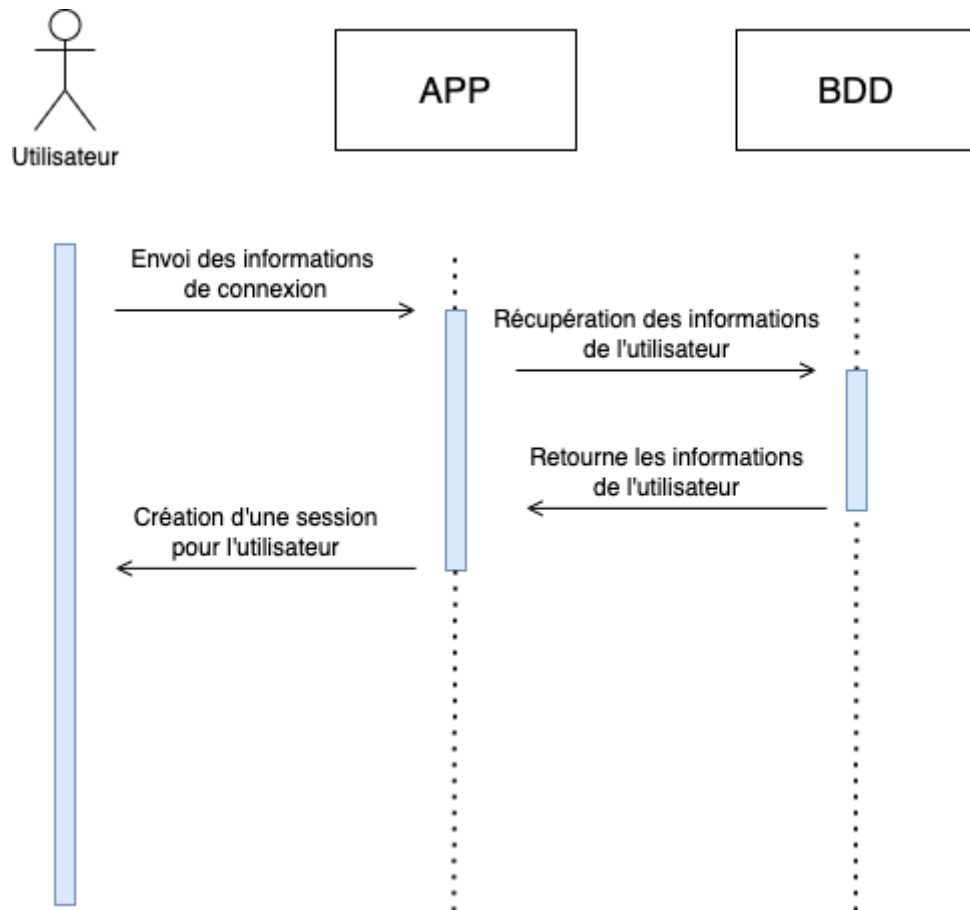 APP
BDD
Utilisateur
Envoi des informations
de connexion
Récupération des informations
de l'utilisateur
Retourne les informations
de l'utilisateur
Création d'une session
pour l'utilisateur